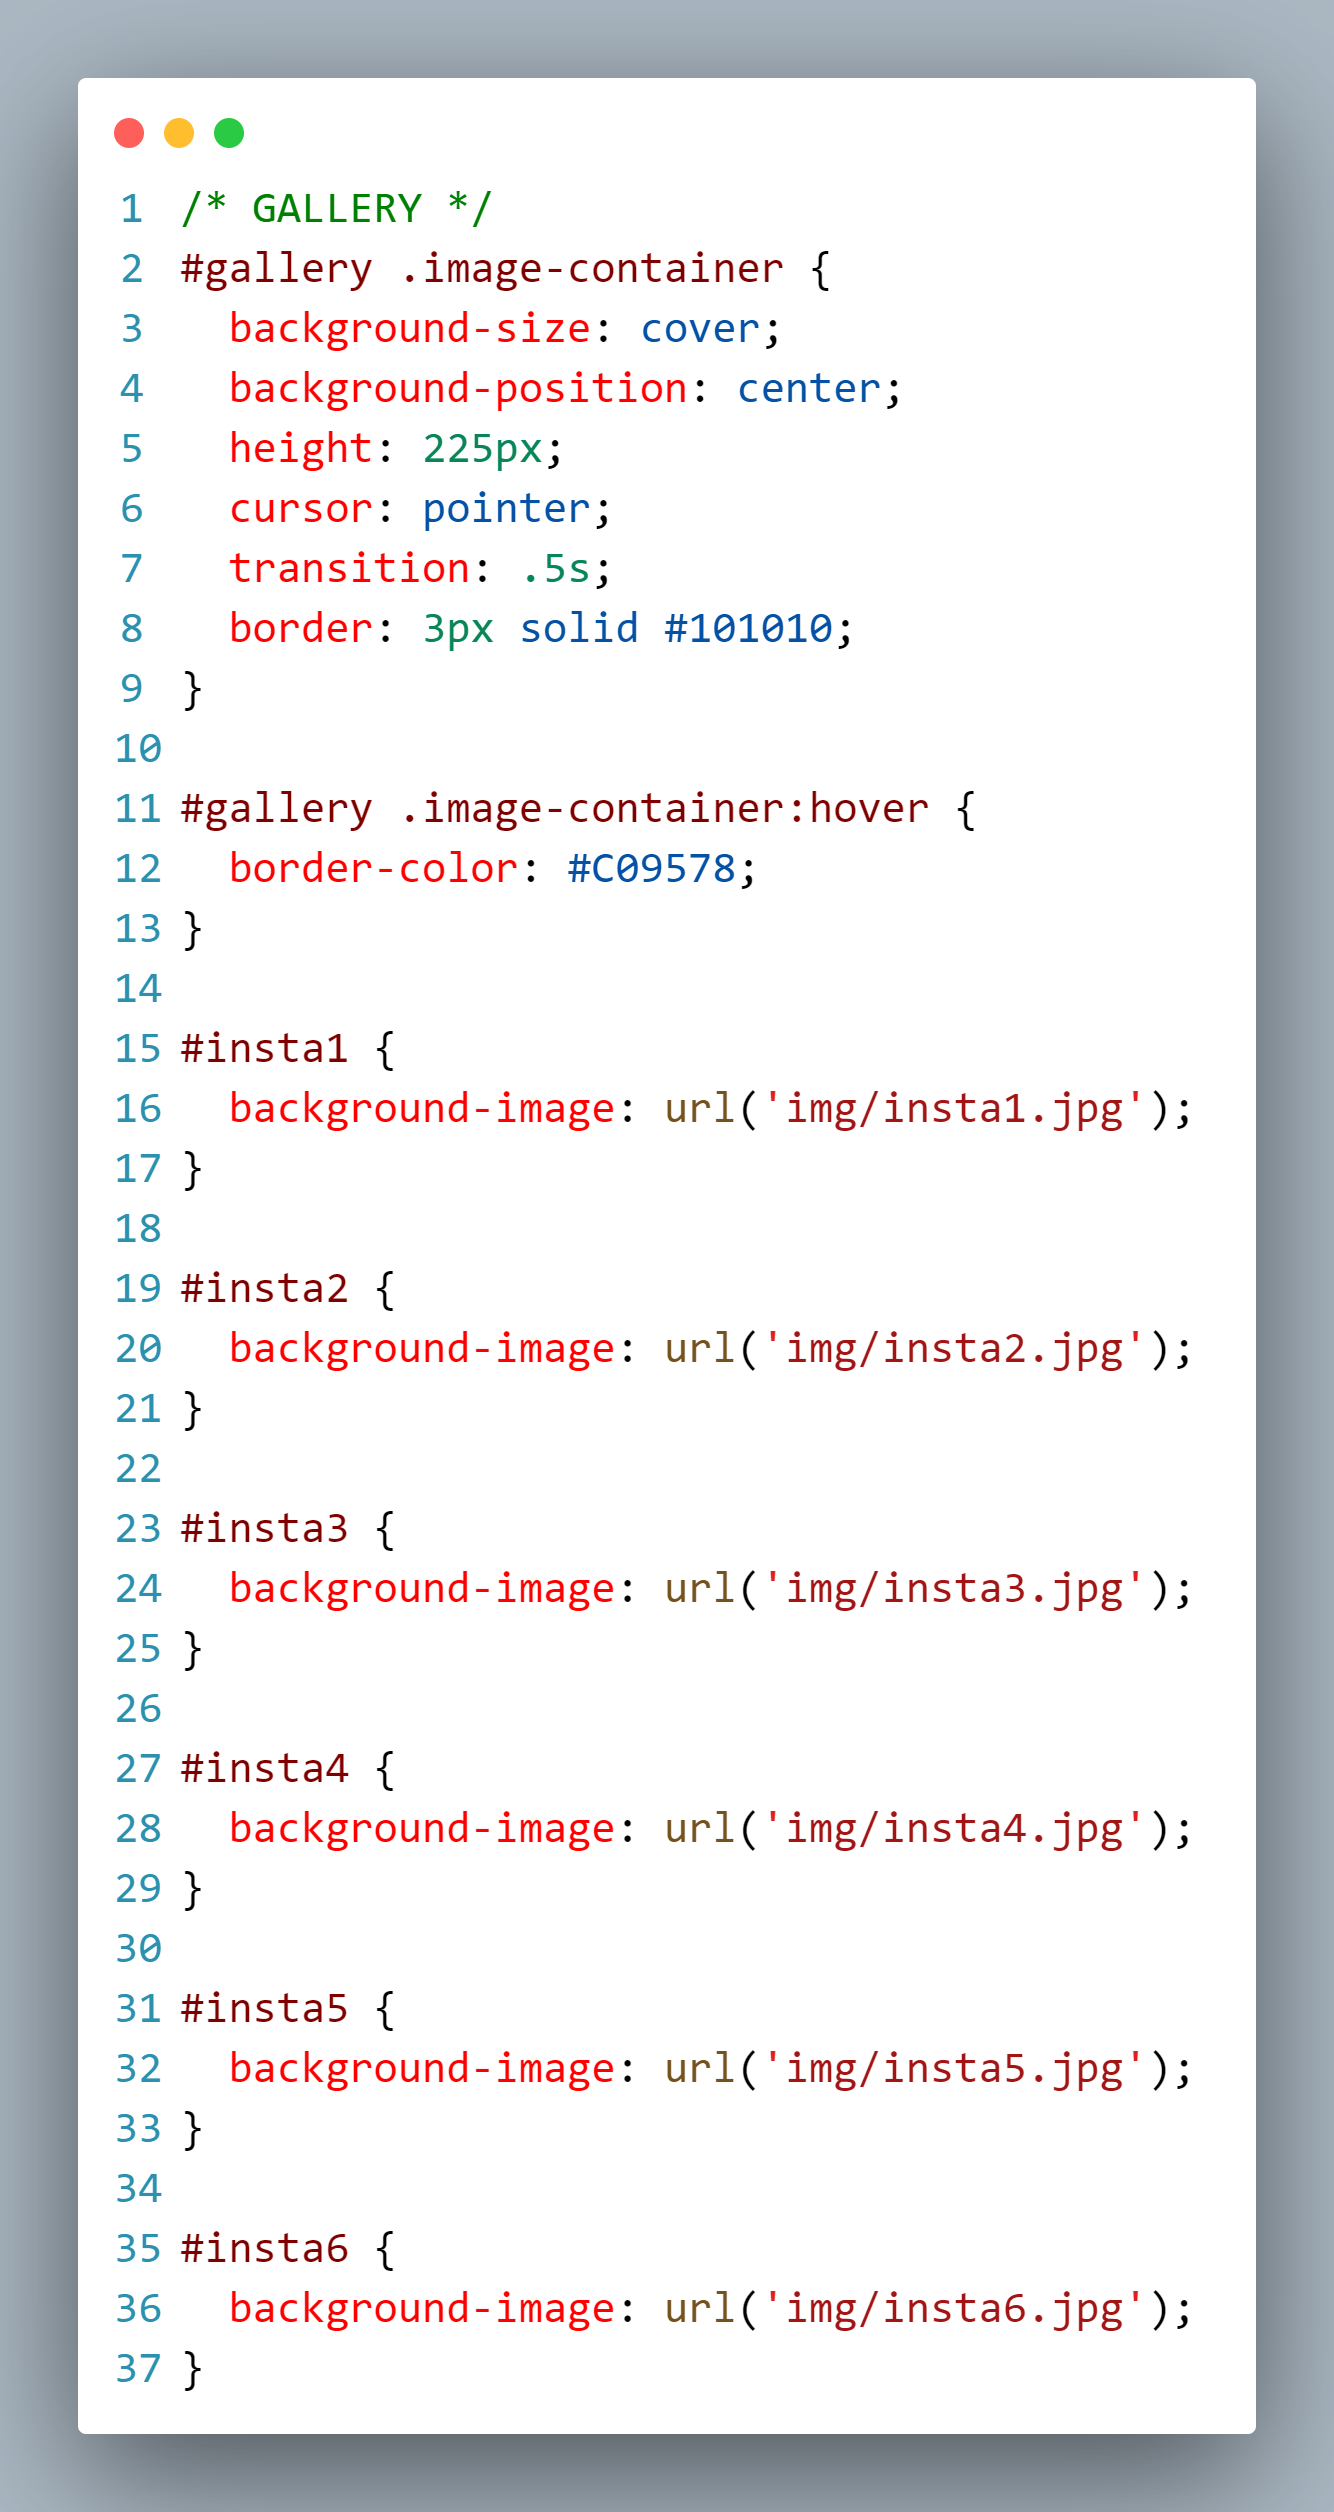 1 /* GALLERY */
2 #gallery .image-container {
3   background-size: cover;
4   background-position: center;
5   height: 225px;
6   cursor: pointer;
7   transition: .5s;
8   border: 3px solid #101010;
9 }
10
11 #gallery .image-container:hover {
12   border-color: #C09578;
13 }
14
15 #insta1 {
16   background-image: url('img/insta1.jpg');
17 }
18
19 #insta2 {
20   background-image: url('img/insta2.jpg');
21 }
22
23 #insta3 {
24   background-image: url('img/insta3.jpg');
25 }
26
27 #insta4 {
28   background-image: url('img/insta4.jpg');
29 }
30
31 #insta5 {
32   background-image: url('img/insta5.jpg');
33 }
34
35 #insta6 {
36   background-image: url('img/insta6.jpg');
37 }